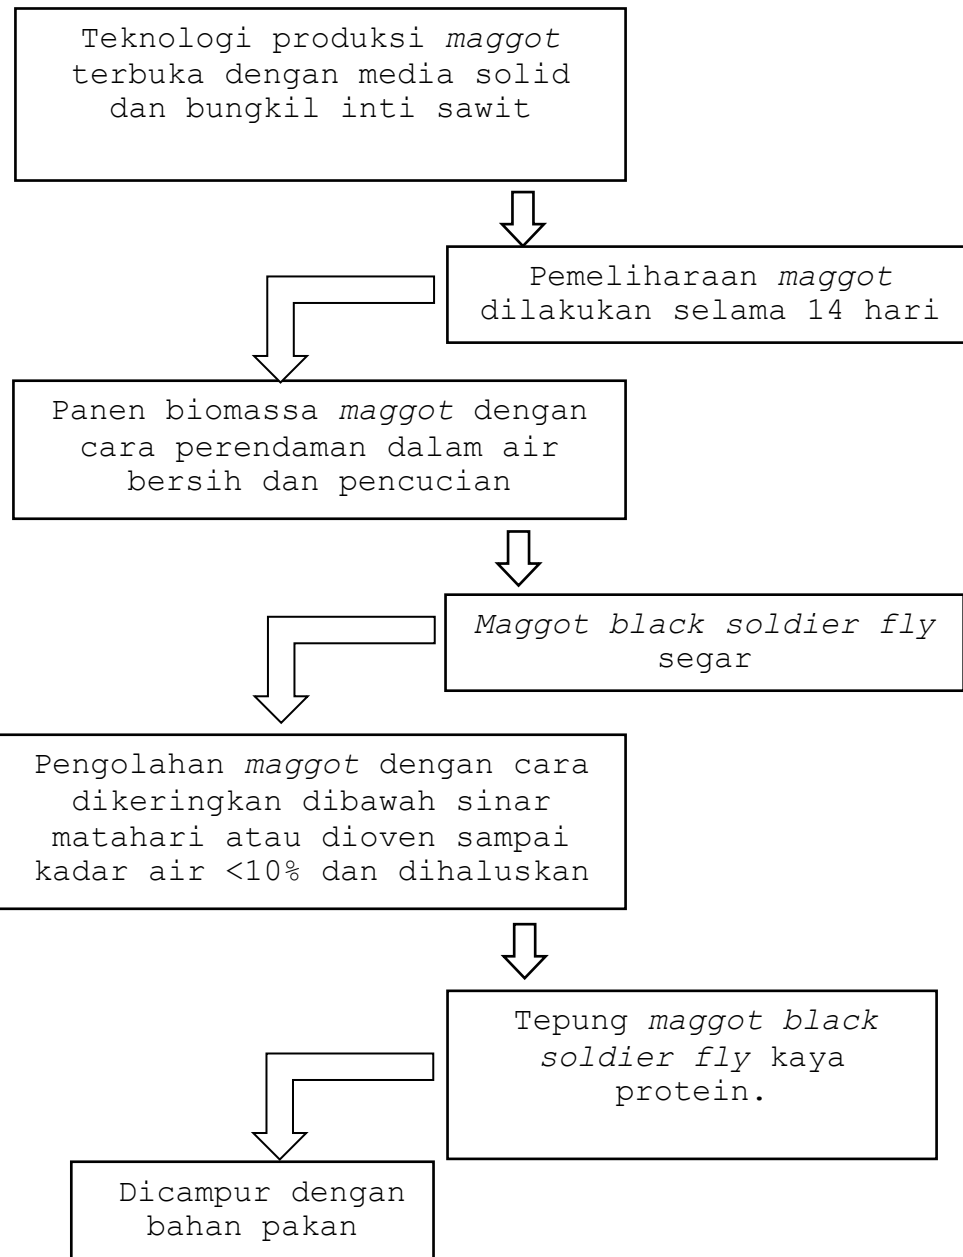 Teknologi produksi maggot
terbuka dengan media solid
dan bungkil inti sawit
Pemeliharaan maggot
dilakukan selama 14 hari
Panen biomassa maggot dengan
cara perendaman dalam air
bersih dan pencucian
Maggot black soldier fly
segar
Pengolahan maggot dengan cara
dikeringkan dibawah sinar
matahari atau dioven sampai
kadar air <10% dan dihaluskan
Tepung maggot black
soldier fly kaya
protein.
Dicampur dengan
bahan pakan